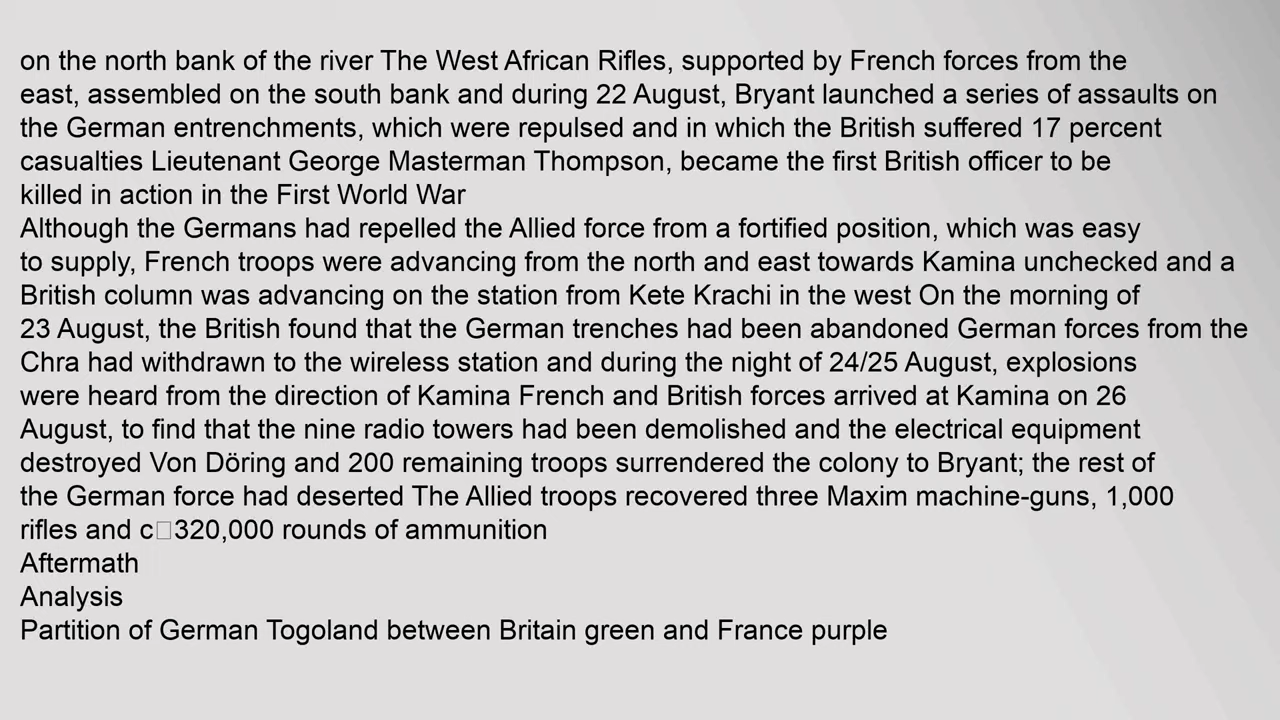 on the north bank of the river The West African Rifles, supported by French forces from the
east, assembled on the south bank and during 22 August, Bryant launched a series of assaults on
the German entrenchments, which were repulsed and in which the British suffered 17 percent
casualties Lieutenant George Masterman Thompson, became the first British officer to be
killed in action in the First World War
Although the Germans had repelled the Allied force from a fortified position, which was easy
to supply, French troops were advancing from the north and east towards Kamina unchecked and a
British column was advancing on the station from Kete Krachi in the west On the morning of
23 August, the British found that the German trenches had been abandoned German forces from the
Chra had withdrawn to the wireless station and during the night of 24/25 August, explosions
were heard from the direction of Kamina French and British forces arrived at Kamina on 26
August, to find that the nine radio towers had been demolished and the electrical equipment
destroyed Von Döring and 200 remaining troops surrendered the colony to Bryant; the rest of
the German force had deserted The Allied troops recovered three Maxim machine-guns, 1,000
rifles and c□320,000 rounds of ammunition
Aftermath
Analysis
Partition of German Togoland between Britain green and France purple